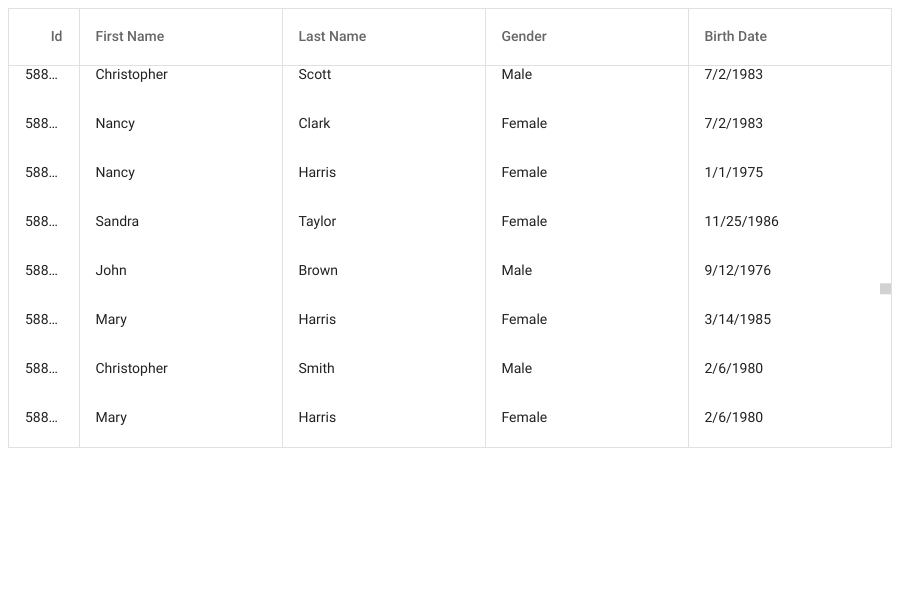 Id First Name Last Name Gender Birth Date
588... Christopher Scott Male 7/2/1983
588... Nancy Clark Female 7/2/1983
588... Nancy Harris Female 1/1/1975
588... Sandra Taylor Female 11/25/1986
588... John Brown Male 9/12/1976
588... Mary Harris Female 3/14/1985
588... Christopher Smith Male 2/6/1980
588... Mary Harris Female 2/6/1980